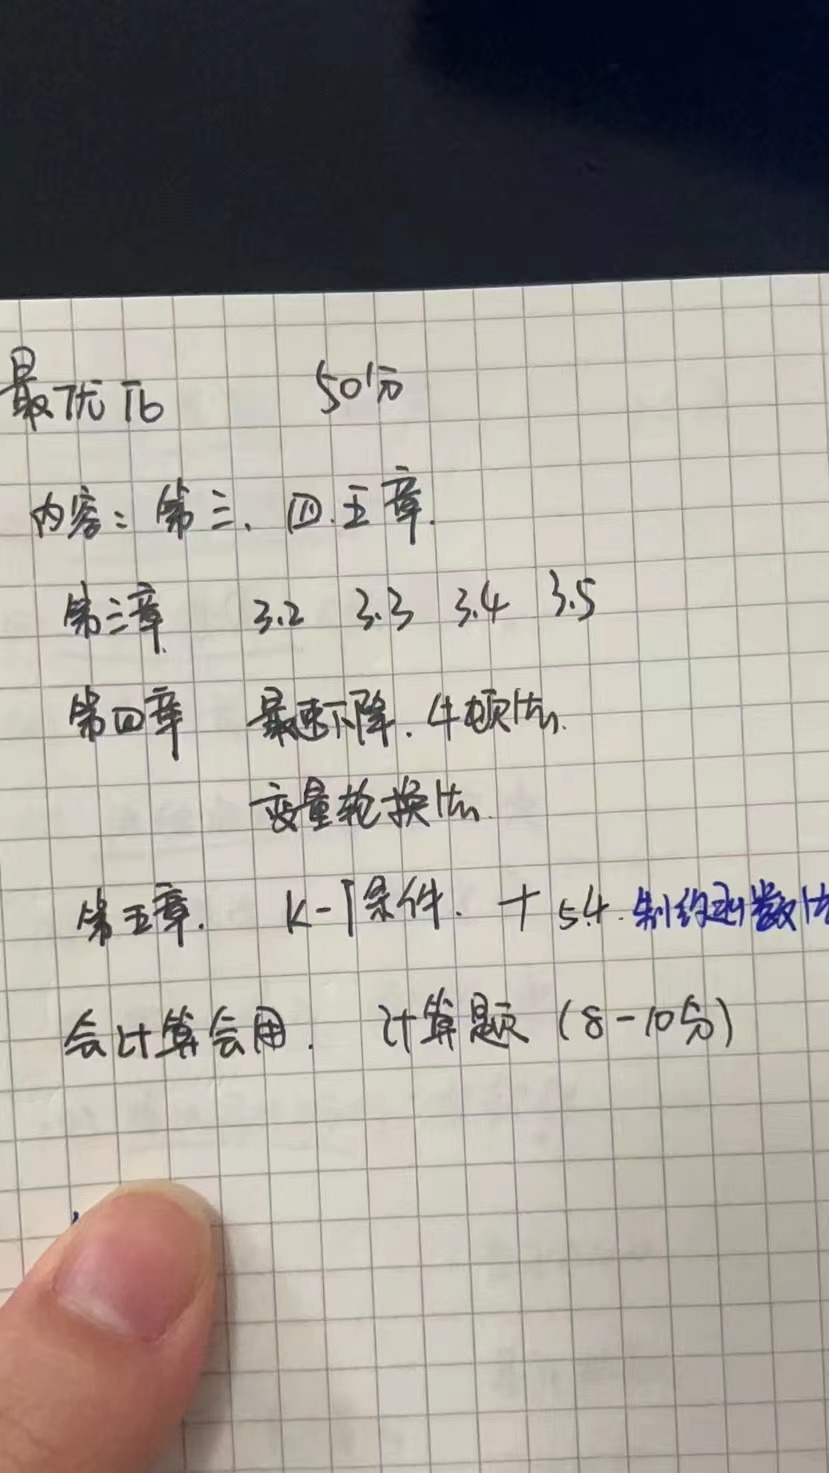 最优化 50分
内容：第三、四.五章.
第三章 3.2 3.3 3.4 3.5
第四章 最速下降. 牛顿法.
变量轮换法.
第五章. K-T条件. + 5.4. 制约函数法
会计算会用. 计算题 (8-10分)